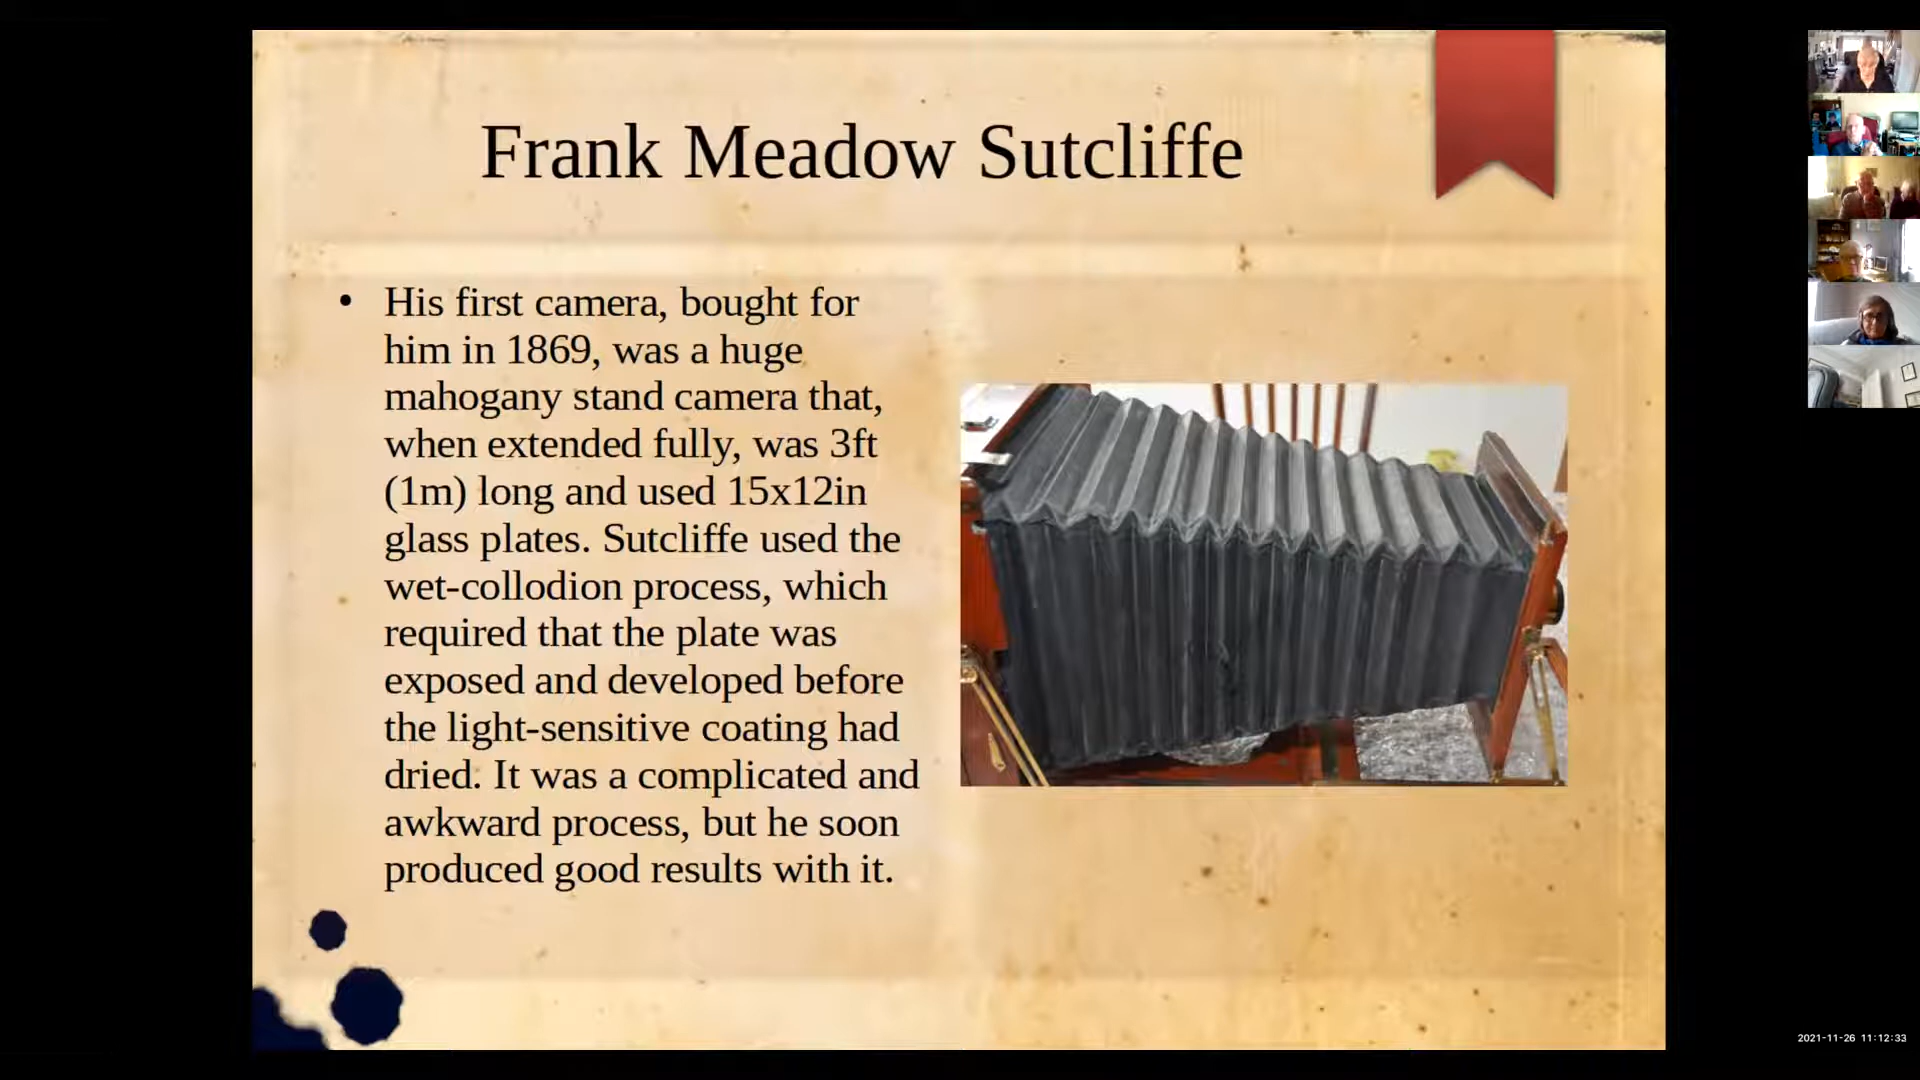 Frank Meadow Sutcliffe
• His first camera, bought for
him in 1869, was a huge
mahogany stand camera that,
when extended fully, was 3ft
(1m) long and used 15x12in
glass plates. Sutcliffe used the
wet-collodion process, which
required that the plate was
exposed and developed before
the light-sensitive coating had
dried. It was a complicated and
awkward process, but he soon
produced good results with it.
2021-11-26 11:12:33